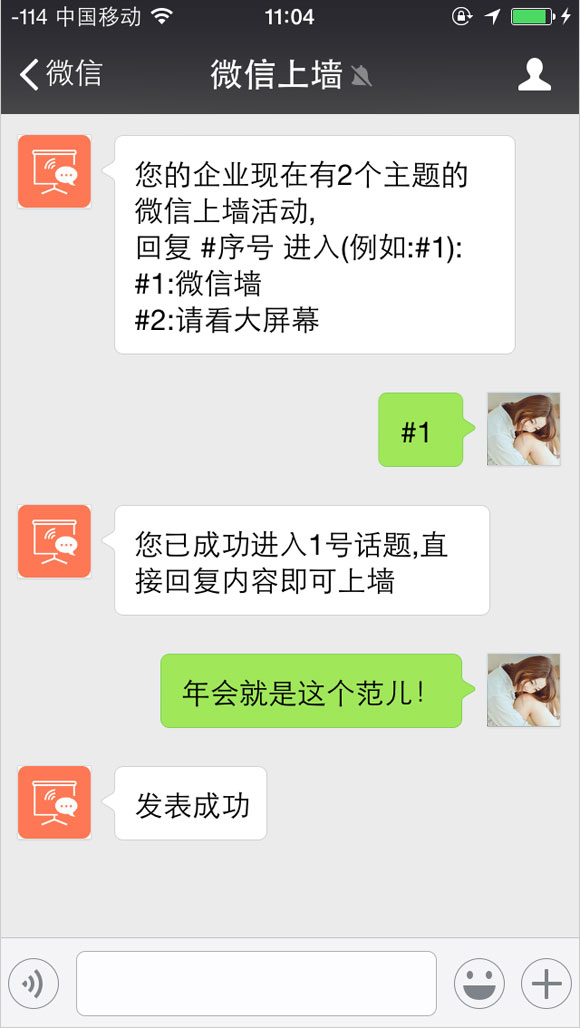 -114 中国移动 11:04
微信 微信上墙
您的企业现在有2个主题的
微信上墙活动,
回复 #序号 进入(例如:#1):
#1:微信墙
#2:请看大屏幕
#1
您已成功进入1号话题,直
接回复内容即可上墙
年会就是这个范儿!
发表成功